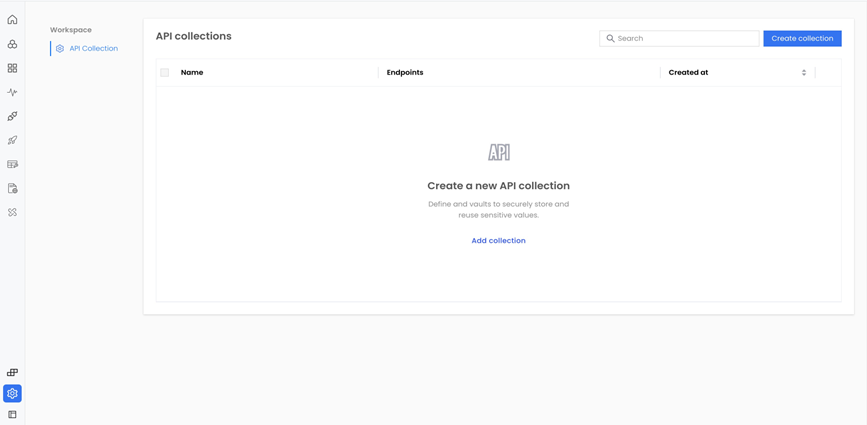 Workspace
API Collection
API collections
Search
Create collection
Name
Endpoints
Created at
API
Create a new API collection
Define and vaults to securely store and
reuse sensitive values.
Add collection